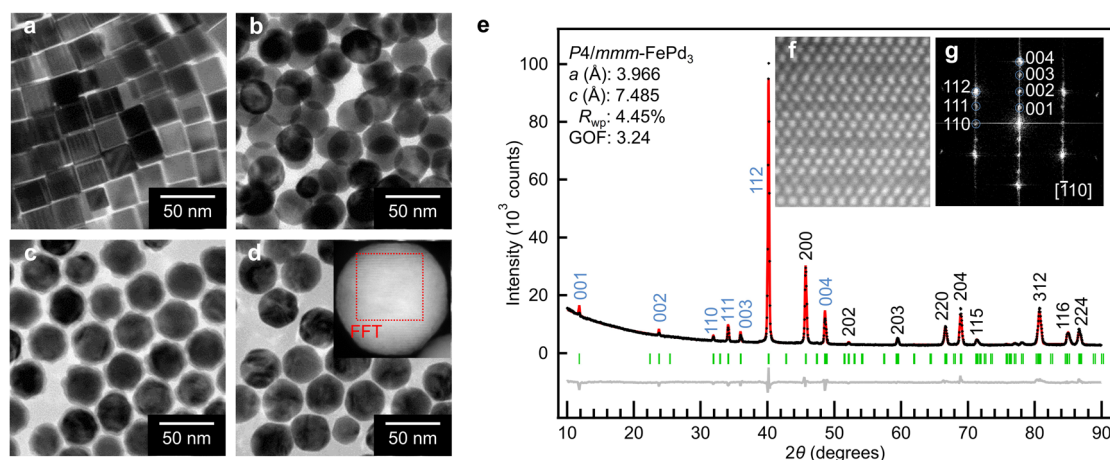 a
50 nm
b
50 nm
c
50 nm
d
FFT
50 nm
e
P4/mmm-FePd₃
a (Å): 3.966
c (Å): 7.485
Rwp: 4.45%
GOF: 3.24
f
g
004
003
002
001
112
111
110
[1̄10]
Intensity (10³ counts)
100
80
60
40
20
0
001
002
110
111
003
112
200
004
202
203
220
204
115
312
116
224
10
20
30
40
50
60
70
80
90
2θ (degrees)